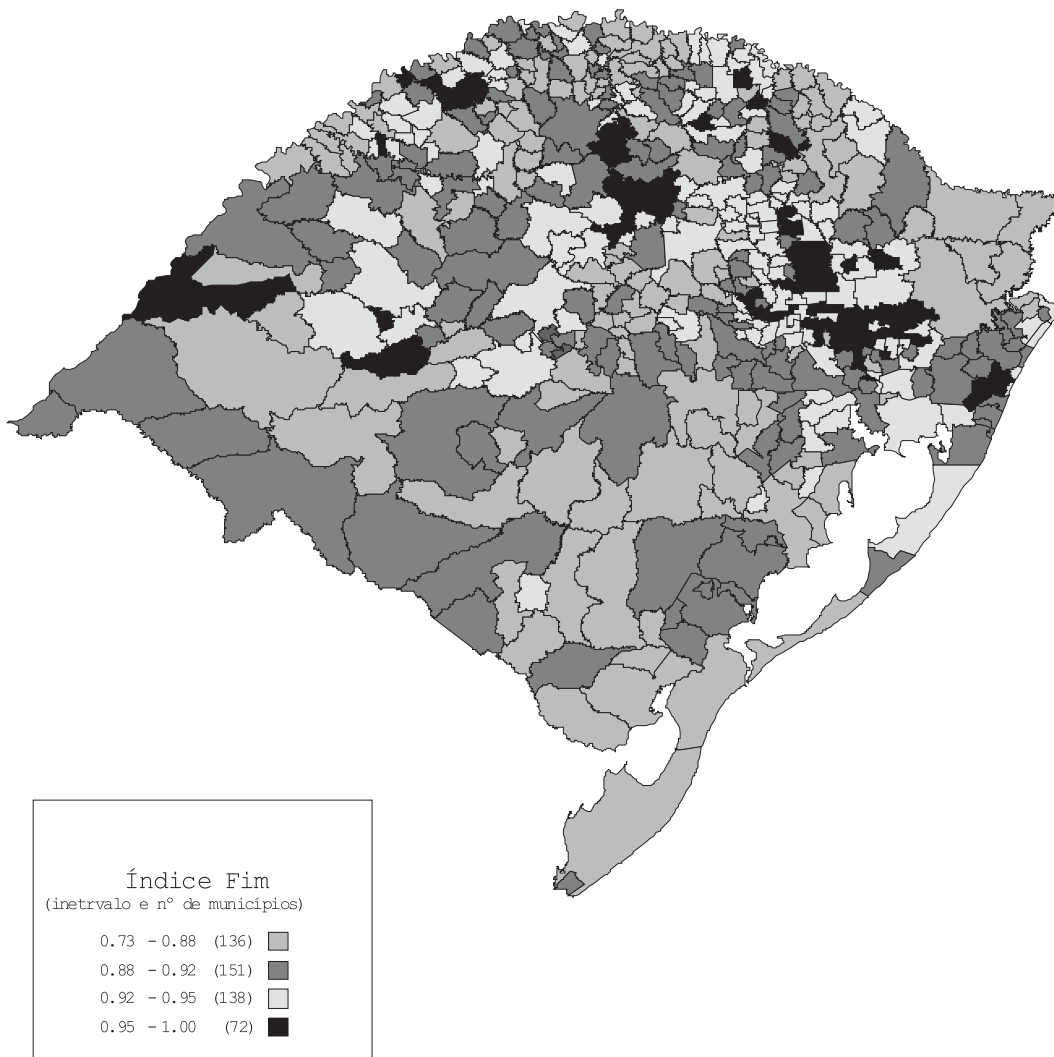 Índice Fim
(inetrvalo e nº de municípios)
0.73 - 0.88 (136)
0.88 - 0.92 (151)
0.92 - 0.95 (138)
0.95 - 1.00 (72)